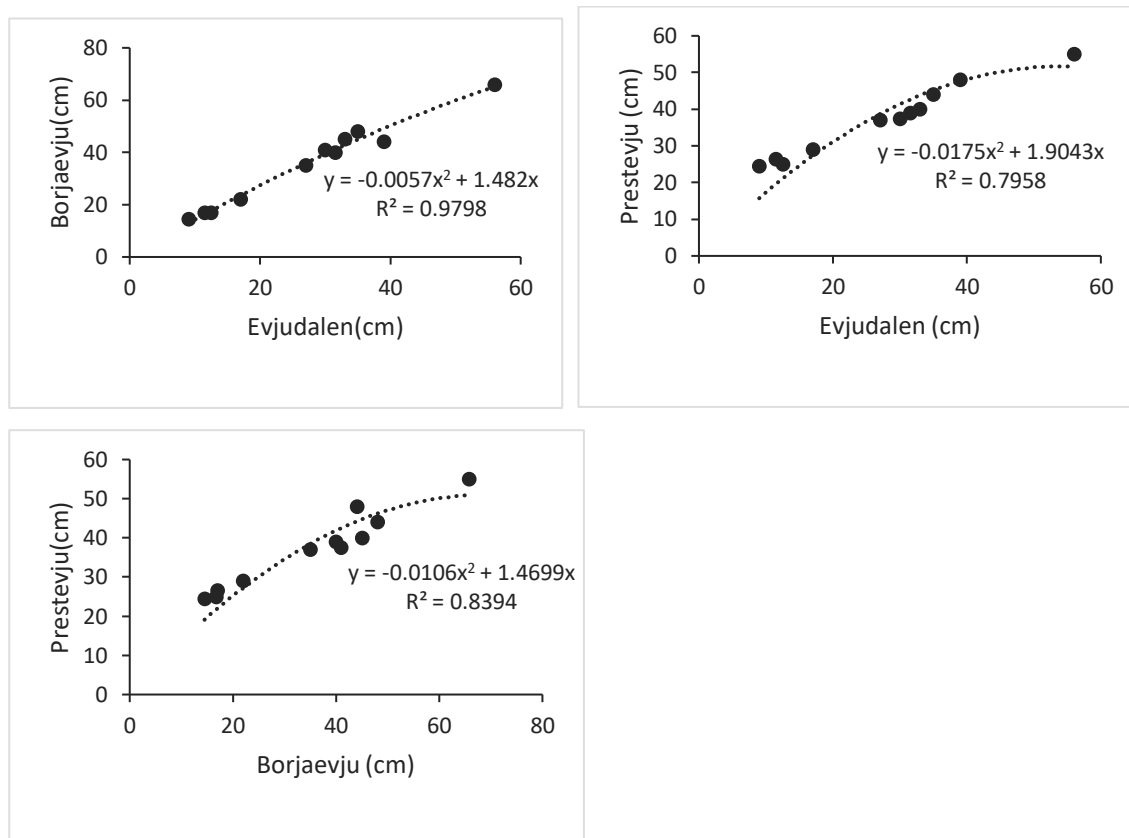 80
60
40
20
0
0 20 40 60
Borjaevju(cm)
Evjudalen(cm)
y = -0.0057x² + 1.482x
R² = 0.9798
60
50
40
30
20
10
0
0 20 40 60
Prestevju (cm)
Evjudalen (cm)
y = -0.0175x² + 1.9043x
R² = 0.7958
60
50
40
30
20
10
0
0 20 40 60 80
Prestevju(cm)
Borjaevju (cm)
y = -0.0106x² + 1.4699x
R² = 0.8394